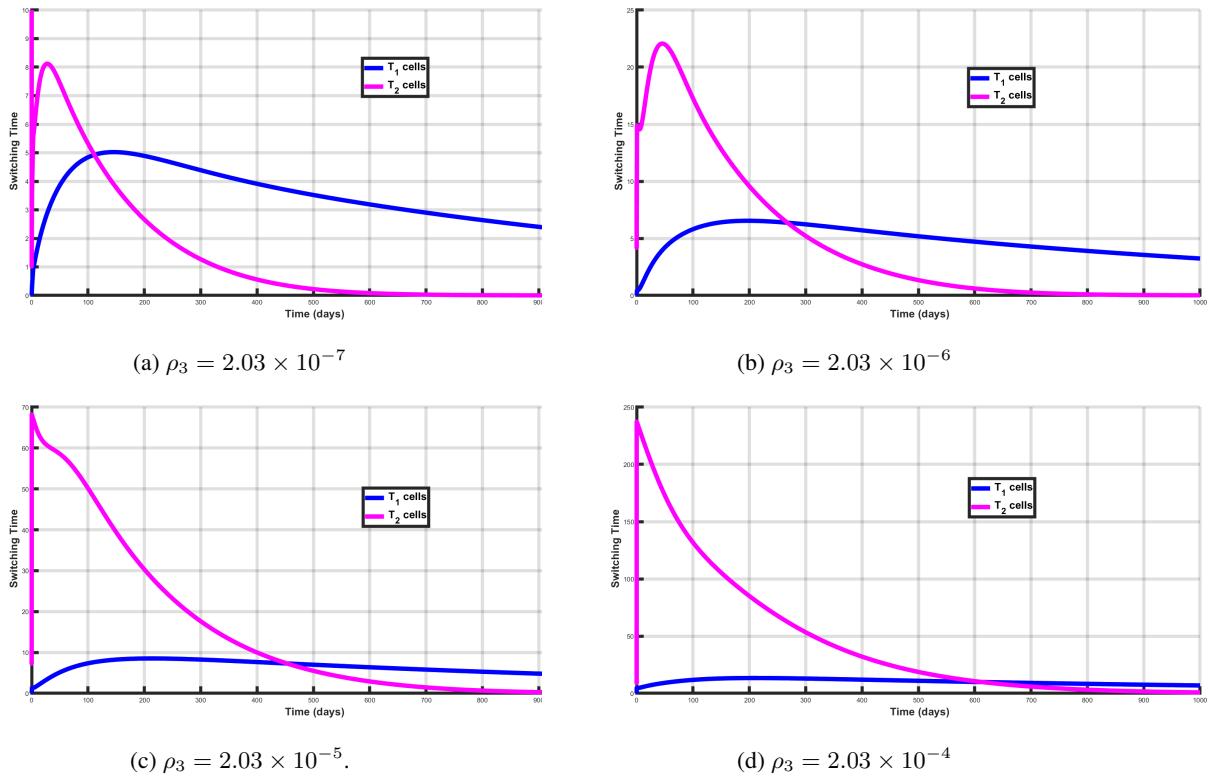 10
9
8
7
6
5
4
3
2
1
0
Switching Time
T1 cells
T2 cells
0 100 200 300 400 500 600 700 800 900
Time (days)
(a) ρ3 = 2.03 × 10−7
25
20
15
10
5
0
Switching Time
T1 cells
T2 cells
0 100 200 300 400 500 600 700 800 900 1000
Time (days)
(b) ρ3 = 2.03 × 10−6
70
60
50
40
30
20
10
0
Switching Time
T1 cells
T2 cells
0 100 200 300 400 500 600 700 800 900
Time (days)
(c) ρ3 = 2.03 × 10−5.
250
200
150
100
50
0
Switching Time
T1 cells
T2 cells
0 100 200 300 400 500 600 700 800 900 1000
Time (days)
(d) ρ3 = 2.03 × 10−4